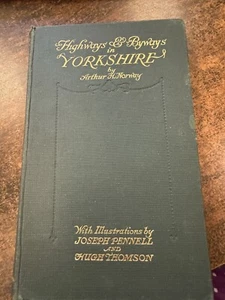 Highways & Byways
in
YORKSHIRE
by
Arthur H. Norway
With Illustrations by
JOSEPH PENNELL
AND
HUGH THOMSON